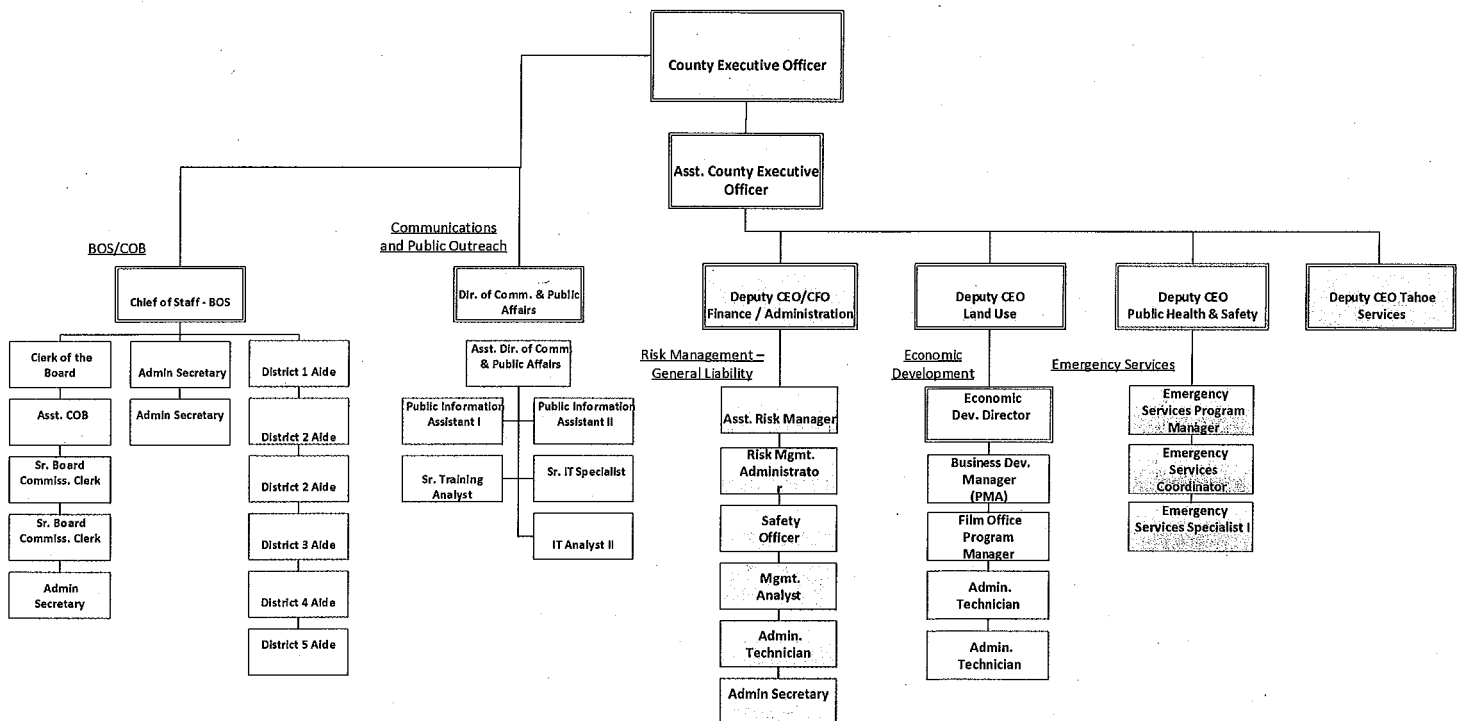 County Executive Officer
Asst. County Executive
Officer
BOS/COB
Communications
and Public Outreach
Chief of Staff - BOS
Dir. of Comm. & Public
Affairs
Deputy CEO/CFO
Finance / Administration
Deputy CEO
Land Use
Deputy CEO
Public Health & Safety
Deputy CEO Tahoe
Services
Clerk of the
Board
Asst. COB
Sr. Board
Commiss. Clerk
Sr. Board
Commiss. Clerk
Admin
Secretary
Admin Secretary
Admin Secretary
District 1 Aide
District 2 Aide
District 2 Aide
District 3 Aide
District 4 Aide
District 5 Aide
Asst. Dir. of Comm.
& Public Affairs
Public Information
Assistant I
Public Information
Assistant II
Sr. Training
Analyst
Sr. IT Specialist
IT Analyst II
Risk Management –
General Liability
Asst. Risk Manager
Risk Mgmt.
Administrato
r
Safety
Officer
Mgmt.
Analyst
Admin.
Technician
Admin Secretary
Economic
Development
Economic
Dev. Director
Business Dev.
Manager
(PMA)
Film Office
Program
Manager
Admin.
Technician
Admin.
Technician
Emergency Services
Emergency
Services Program
Manager
Emergency
Services
Coordinator
Emergency
Services Specialist I